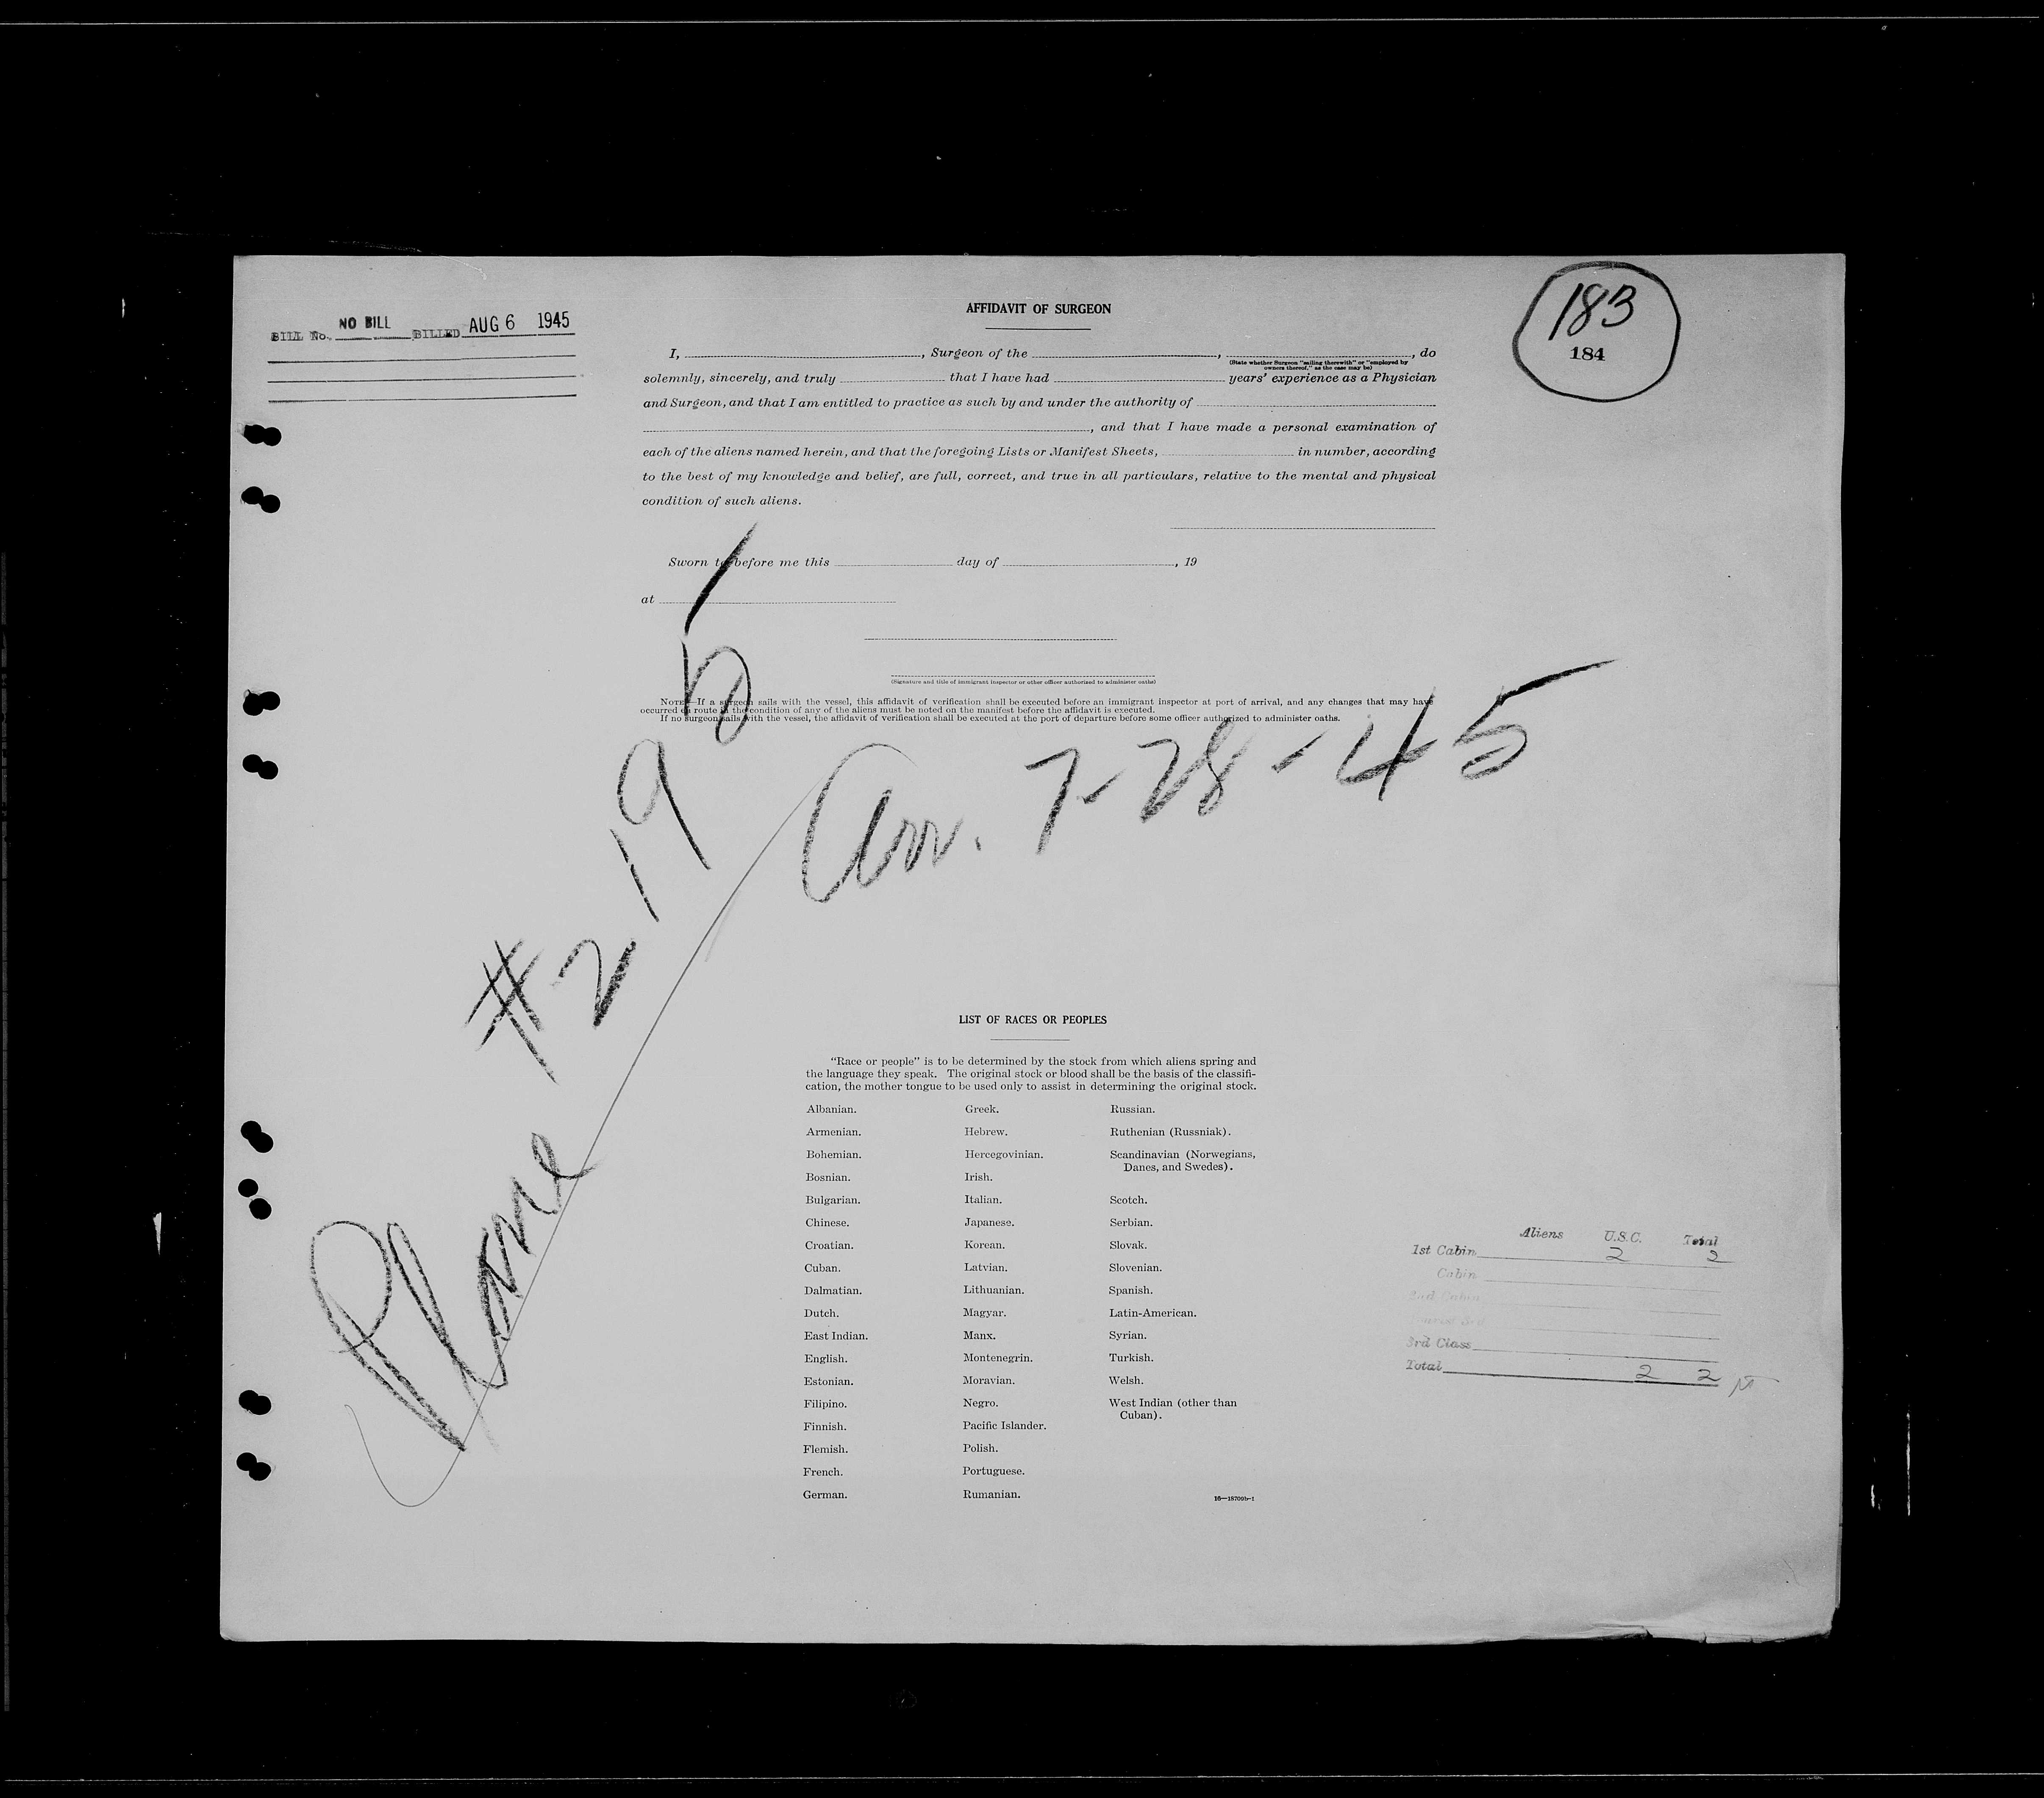 BILL No. NO BILL BILLED AUG 6 1945
183
184
AFFIDAVIT OF SURGEON
I, , Surgeon of the , , do
(State whether Surgeon "sailing therewith" or "employed by
owners thereof," as the case may be)
solemnly, sincerely, and truly that I have had years' experience as a Physician
and Surgeon, and that I am entitled to practice as such by and under the authority of
, and that I have made a personal examination of
each of the aliens named herein, and that the foregoing Lists or Manifest Sheets, in number, according
to the best of my knowledge and belief, are full, correct, and true in all particulars, relative to the mental and physical
condition of such aliens.
Sworn to before me this day of , 19
at
(Signature and title of immigrant inspector or other officer authorized to administer oaths)
NOTE.—If a surgeon sails with the vessel, this affidavit of verification shall be executed before an immigrant inspector at port of arrival, and any changes that may have
occurred en route in the condition of any of the aliens must be noted on the manifest before the affidavit is executed.
If no surgeon sails with the vessel, the affidavit of verification shall be executed at the port of departure before some officer authorized to administer oaths.
Plane #2195
Arr. 7-28-45
LIST OF RACES OR PEOPLES
"Race or people" is to be determined by the stock from which aliens spring and
the language they speak. The original stock or blood shall be the basis of the classifi-
cation, the mother tongue to be used only to assist in determining the original stock.
Albanian.
Armenian.
Bohemian.
Bosnian.
Bulgarian.
Chinese.
Croatian.
Cuban.
Dalmatian.
Dutch.
East Indian.
English.
Estonian.
Filipino.
Finnish.
Flemish.
French.
German.
Greek.
Hebrew.
Hercegovinian.
Irish.
Italian.
Japanese.
Korean.
Latvian.
Lithuanian.
Magyar.
Manx.
Montenegrin.
Moravian.
Negro.
Pacific Islander.
Polish.
Portuguese.
Rumanian.
Russian.
Ruthenian (Russniak).
Scandinavian (Norwegians,
Danes, and Swedes).
Scotch.
Serbian.
Slovak.
Slovenian.
Spanish.
Latin-American.
Syrian.
Turkish.
Welsh.
West Indian (other than
Cuban).
16—18709b-1
Aliens U.S.C. Total
1st Cabin 2 2
Cabin
2nd Cabin
3rd Class
Total 2 2